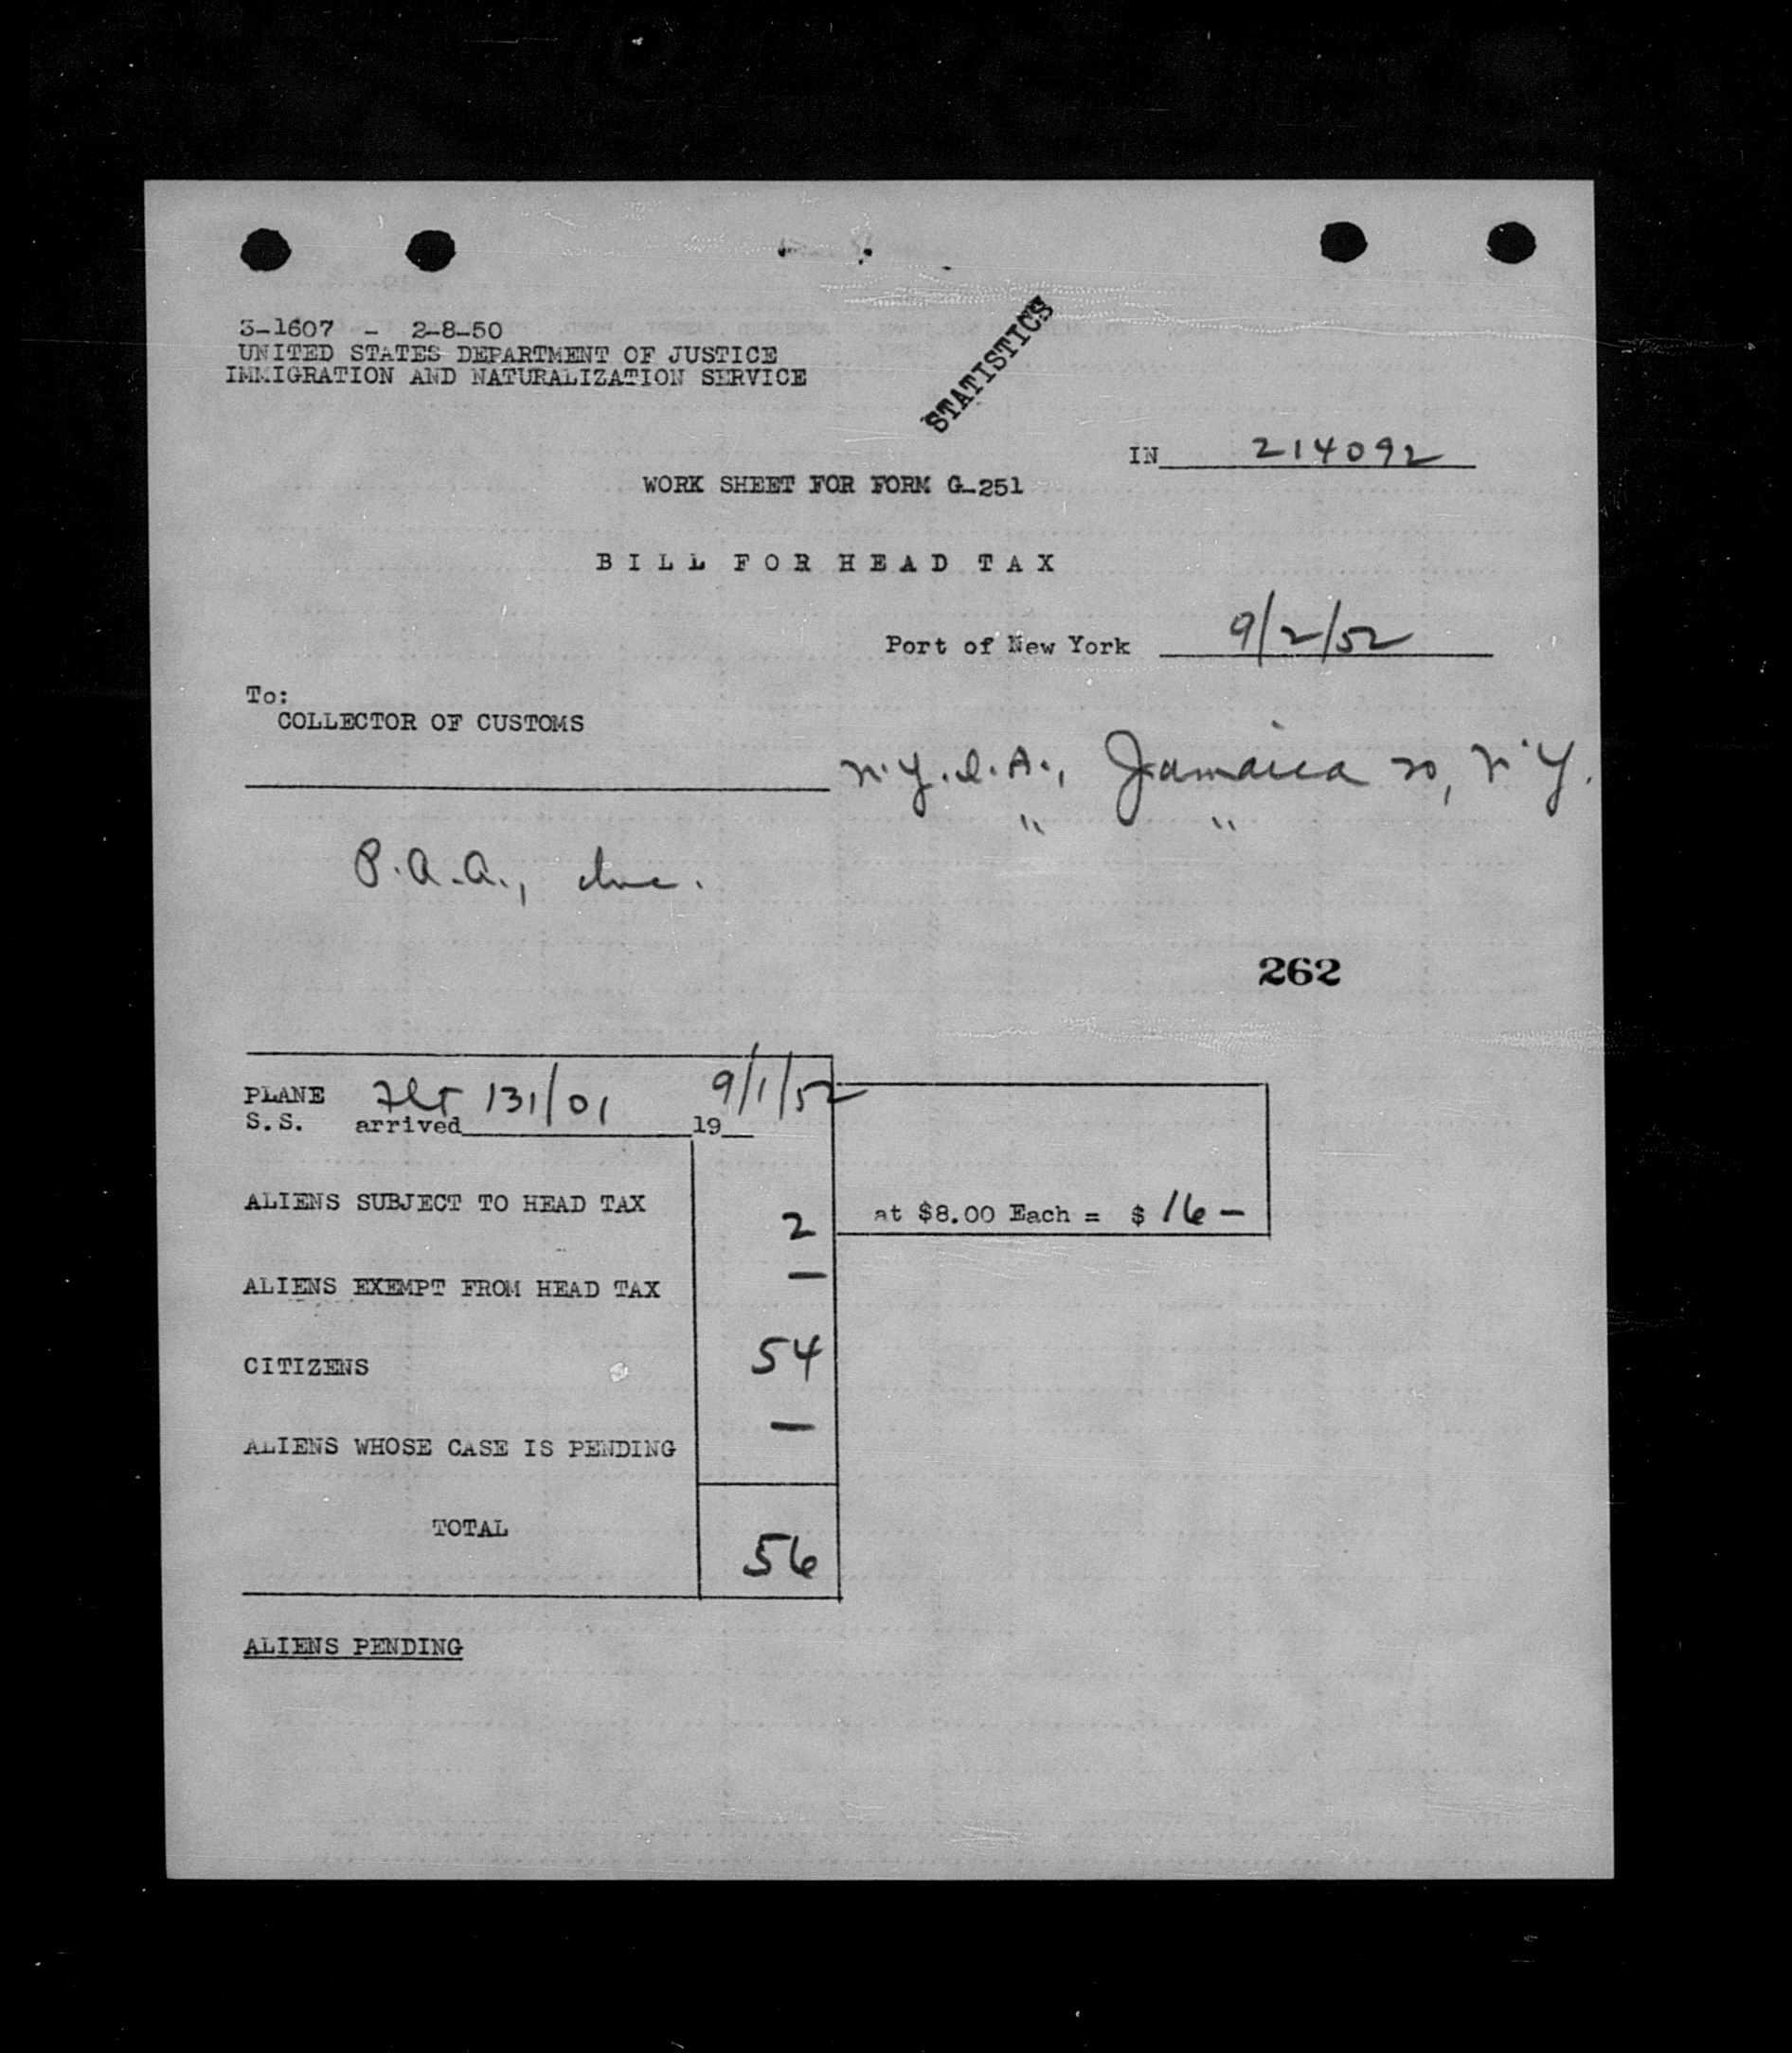 3-1607 - 2-8-50
UNITED STATES DEPARTMENT OF JUSTICE
IMMIGRATION AND NATURALIZATION SERVICE
STATISTICS
IN 214092
WORK SHEET FOR FORM G-251
BILL FOR HEAD TAX
Port of New York 9/2/52
To:
COLLECTOR OF CUSTOMS
N.Y.I.A., Jamaica 20, N.Y.
" "
P.A.A., Inc.
262
PLANE Flt 131/01 9/1/52
S.S. arrived 19
ALIENS SUBJECT TO HEAD TAX 2 at $8.00 Each = $ 16 -
ALIENS EXEMPT FROM HEAD TAX —
CITIZENS 54
ALIENS WHOSE CASE IS PENDING —
TOTAL 56
ALIENS PENDING